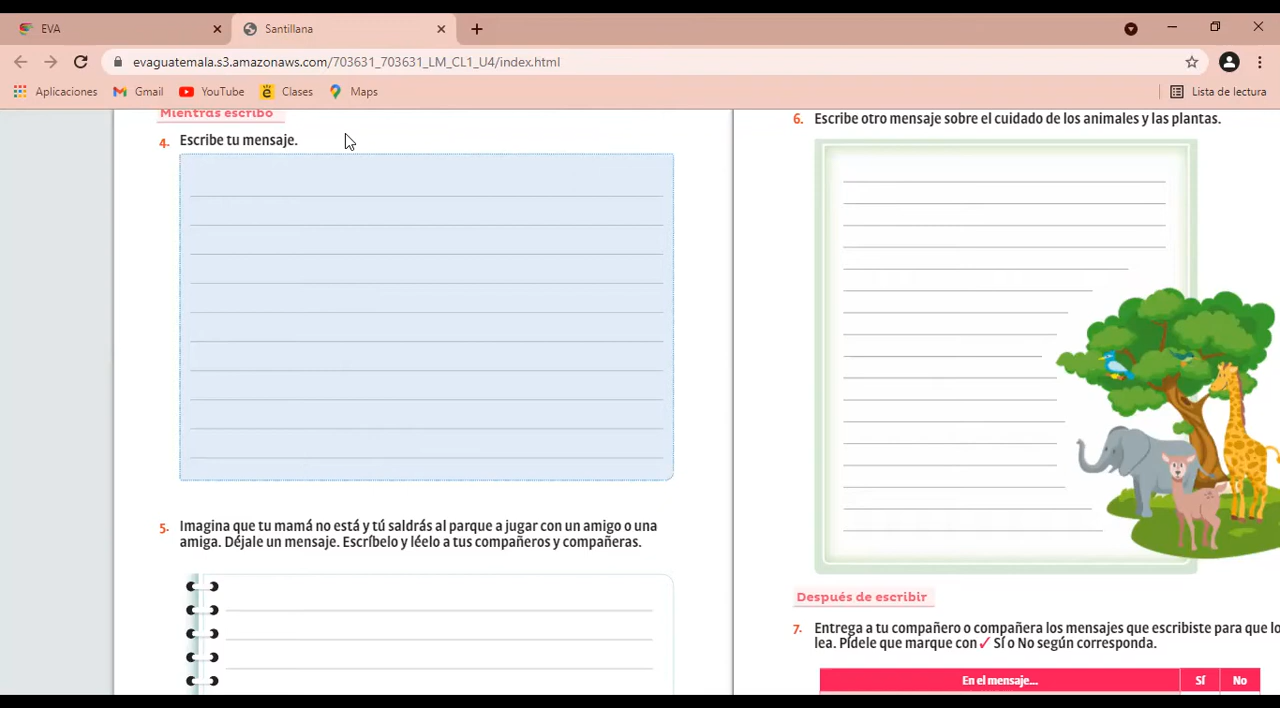 EVA
Santillana
evaguatemala.s3.amazonaws.com/703631_703631_LM_CL1_U4/index.html
Aplicaciones
Gmail
YouTube
Clases
Maps
Lista de lectura
Mientras escribo
4. Escribe tu mensaje.
5. Imagina que tu mamá no está y tú saldrás al parque a jugar con un amigo o una
amiga. Déjale un mensaje. Escríbelo y léelo a tus compañeros y compañeras.
6. Escribe otro mensaje sobre el cuidado de los animales y las plantas.
Después de escribir
7. Entrega a tu compañero o compañera los mensajes que escribiste para que lo
lea. Pídele que marque con ✓ Sí o No según corresponda.
En el mensaje... Sí No